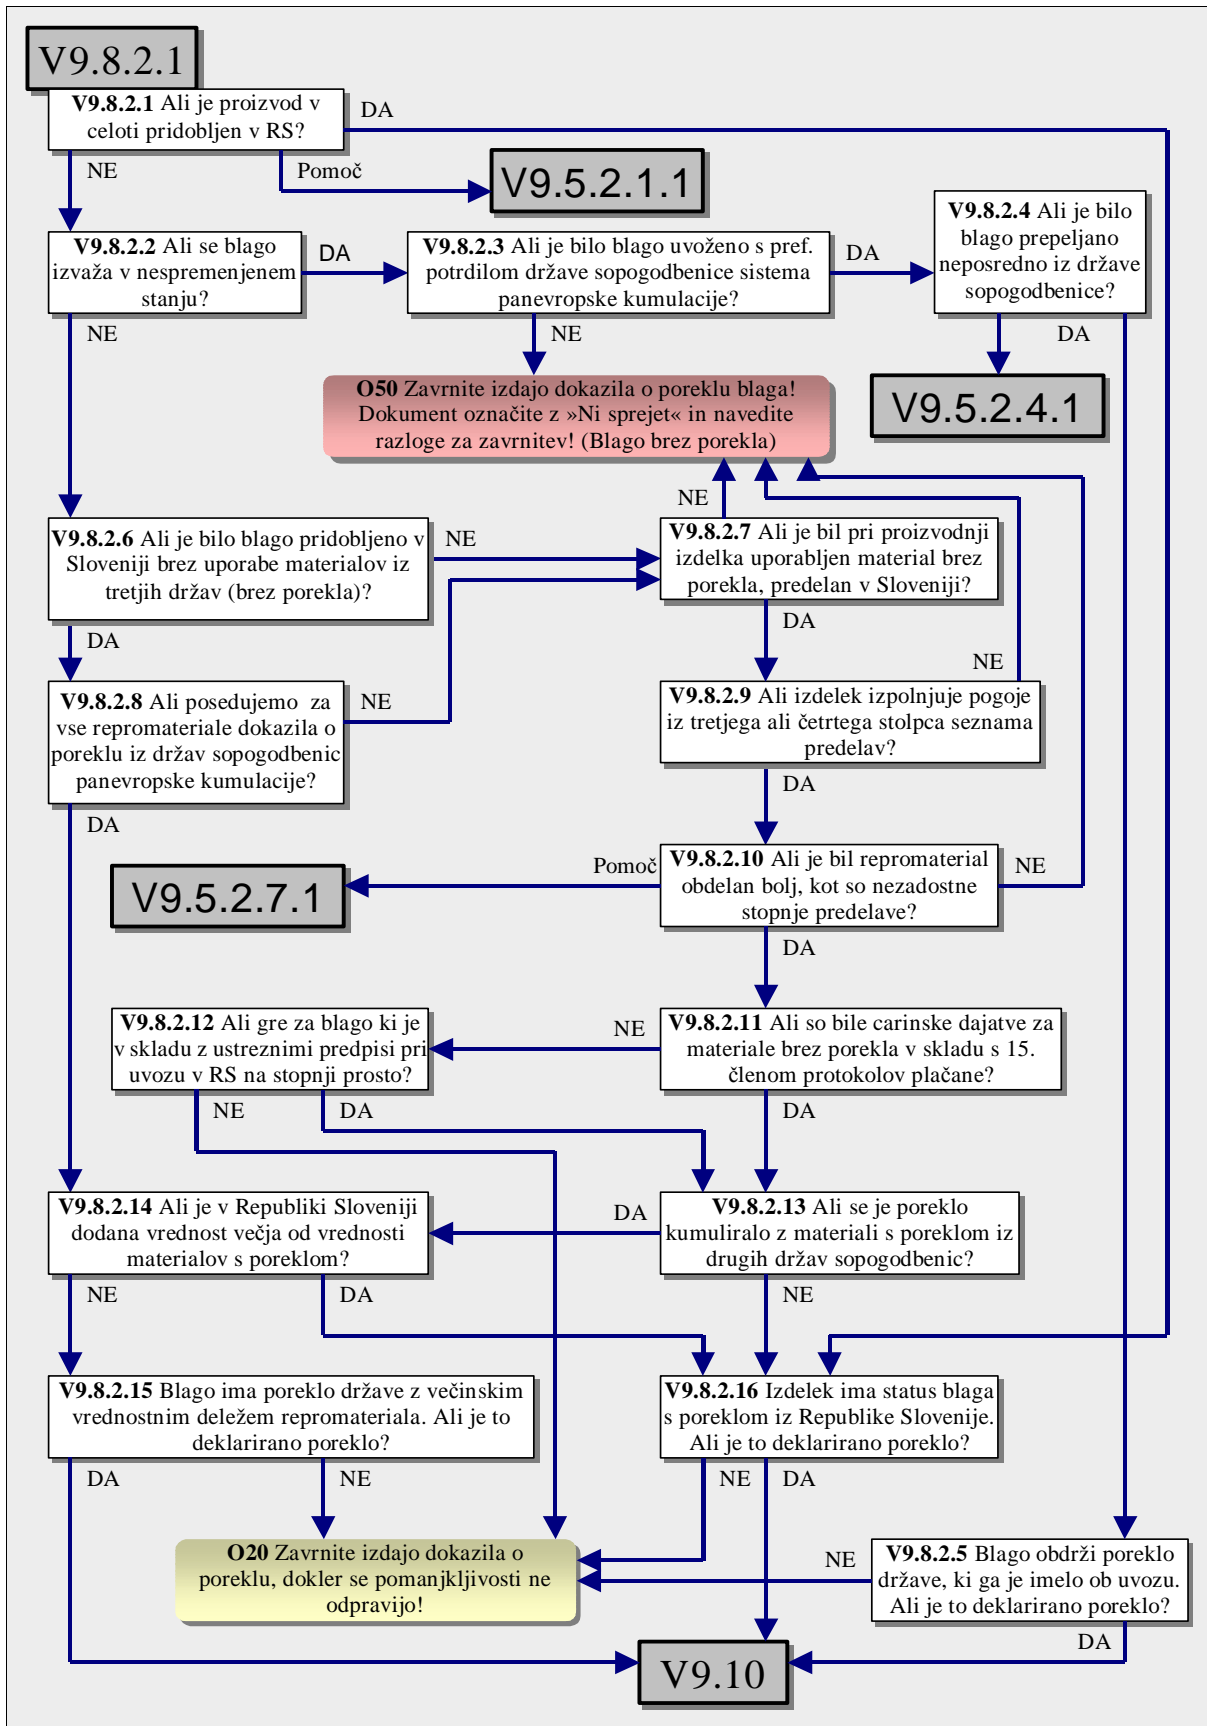 V9.8.2.1
V9.8.2.1 Ali je proizvod v
celoti pridobljen v RS?
DA
NE
Pomoč
V9.5.2.1.1
V9.8.2.2 Ali se blago
izvaža v nespremenjenem
stanju?
DA
NE
V9.8.2.3 Ali je bilo blago uvoženo s pref.
potrdilom države sopogodbenice sistema
panevropske kumulacije?
DA
NE
V9.8.2.4 Ali je bilo
blago prepeljano
neposredno iz države
sopogodbenice?
DA
V9.5.2.4.1
O50 Zavrnite izdajo dokazila o poreklu blaga!
Dokument označite z »Ni sprejet« in navedite
razloge za zavrnitev! (Blago brez porekla)
V9.8.2.6 Ali je bilo blago pridobljeno v
Sloveniji brez uporabe materialov iz
tretjih držav (brez porekla)?
NE
DA
NE
V9.8.2.7 Ali je bil pri proizvodnji
izdelka uporabljen material brez
porekla, predelan v Sloveniji?
DA
V9.8.2.8 Ali posedujemo za
vse repromateriale dokazila o
poreklu iz držav sopogodbenic
panevropske kumulacije?
NE
DA
NE
V9.8.2.9 Ali izdelek izpolnjuje pogoje
iz tretjega ali četrtega stolpca seznama
predelav?
DA
Pomoč
V9.5.2.7.1
V9.8.2.10 Ali je bil repromaterial
obdelan bolj, kot so nezadostne
stopnje predelave?
NE
DA
V9.8.2.12 Ali gre za blago ki je
v skladu z ustreznimi predpisi pri
uvozu v RS na stopnji prosto?
NE
DA
NE
V9.8.2.11 Ali so bile carinske dajatve za
materiale brez porekla v skladu s 15.
členom protokolov plačane?
DA
V9.8.2.14 Ali je v Republiki Sloveniji
dodana vrednost večja od vrednosti
materialov s poreklom?
NE
DA
DA
V9.8.2.13 Ali se je poreklo
kumuliralo z materiali s poreklom iz
drugih držav sopogodbenic?
NE
V9.8.2.15 Blago ima poreklo države z večinskim
vrednostnim deležem repromateriala. Ali je to
deklarirano poreklo?
DA
NE
V9.8.2.16 Izdelek ima status blaga
s poreklom iz Republike Slovenije.
Ali je to deklarirano poreklo?
NE
DA
O20 Zavrnite izdajo dokazila o
poreklu, dokler se pomanjkljivosti ne
odpravijo!
NE
V9.8.2.5 Blago obdrži poreklo
države, ki ga je imelo ob uvozu.
Ali je to deklarirano poreklo?
DA
V9.10